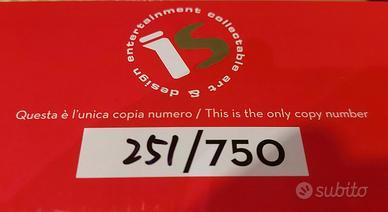 entertainment collectable art & design
is
Questa è l'unica copia numero / This is the only copy number
251/750
subito